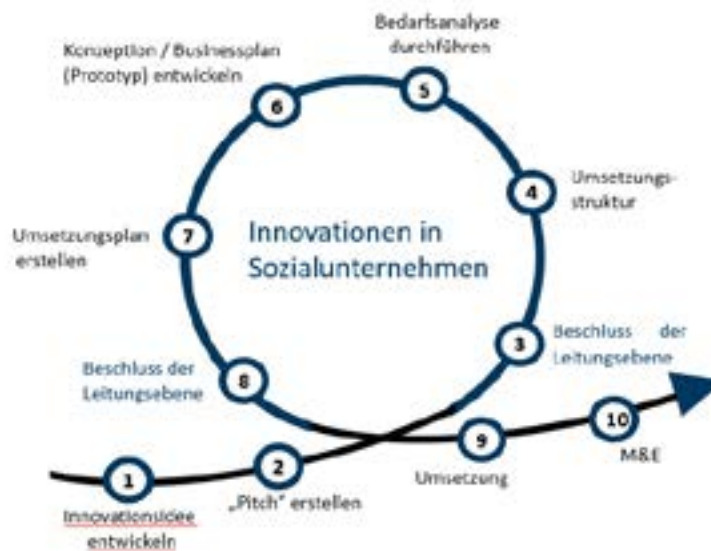 Bedarfsanalyse
durchführen
5
Konzeption / Businessplan
(Prototyp) entwickeln
6
4
Umsetzungs-
struktur
Umsetzungsplan
erstellen
7
Innovationen in
Sozialunternehmen
3
Beschluss der
Leitungsebene
Beschluss der
Leitungsebene
8
10
M&E
9
Umsetzung
2
„Pitch" erstellen
1
Innovationsidee
entwickeln